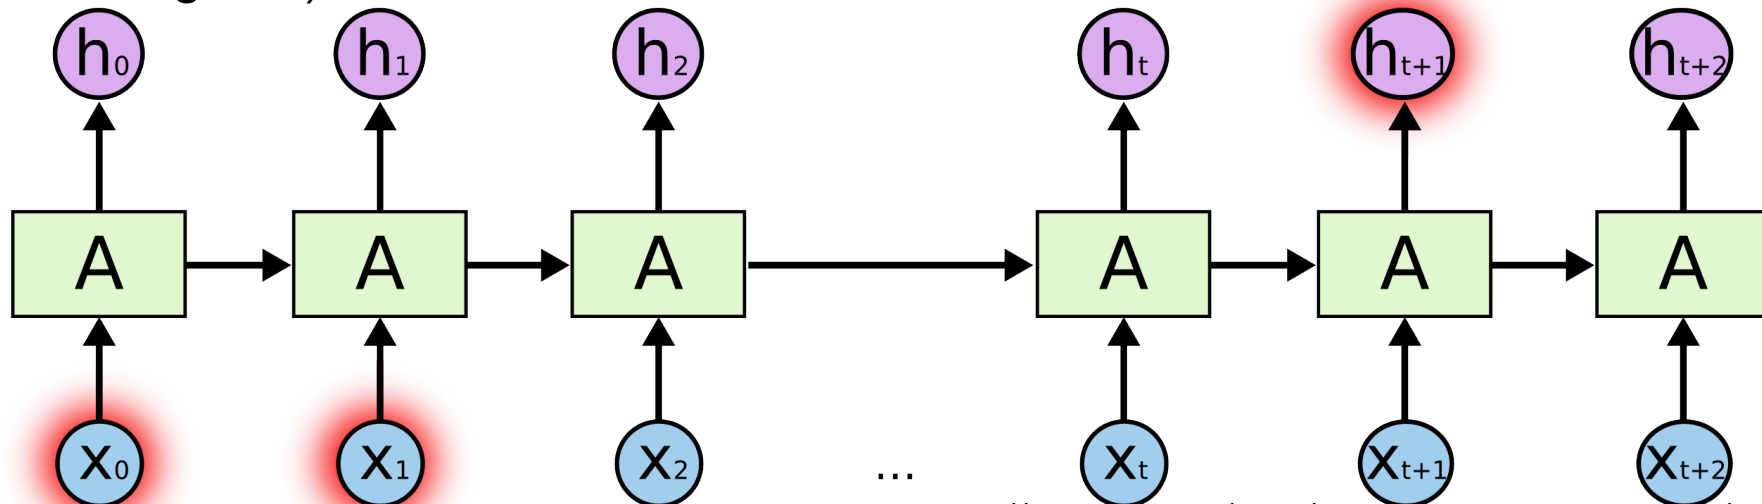 h0 h1 h2 ht ht+1 ht+2
A A A A A A
x0 x1 x2 ... xt xt+1 xt+2